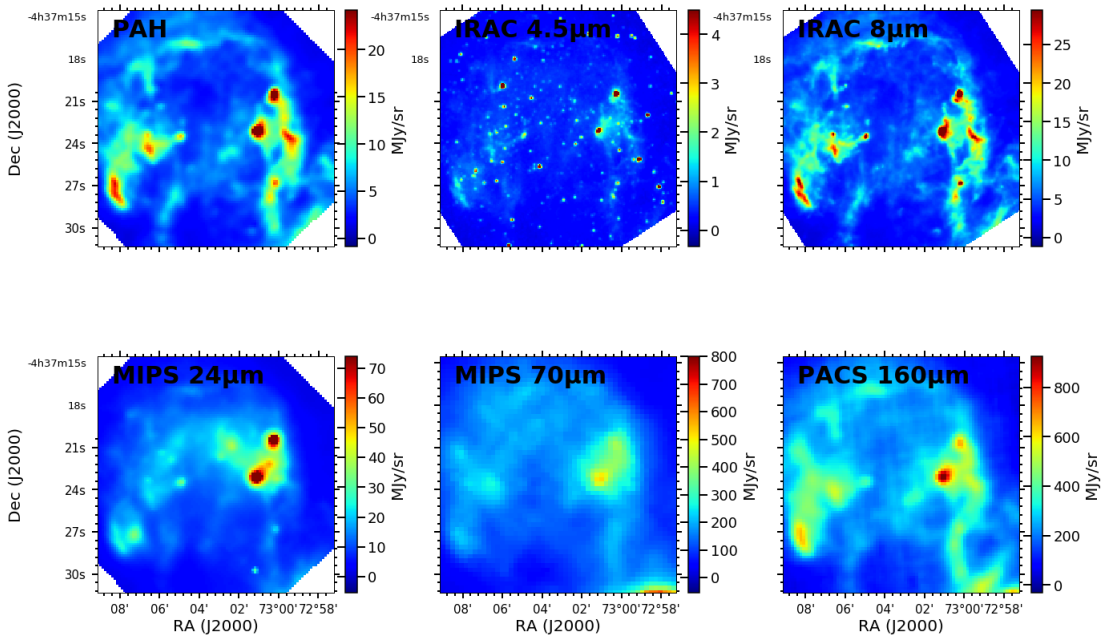 -4h37m15s
PAH
18s
21s
24s
27s
30s
Dec (J2000)
20
15
10
5
0
MJy/sr
-4h37m15s
IRAC 4.5μm
18s
4
3
2
1
0
MJy/sr
-4h37m15s
IRAC 8μm
18s
25
20
15
10
5
0
MJy/sr
-4h37m15s
MIPS 24μm
18s
21s
24s
27s
30s
Dec (J2000)
08' 06' 04' 02' 73°00' 72°58'
RA (J2000)
70
60
50
40
30
20
10
0
MJy/sr
MIPS 70μm
08' 06' 04' 02' 73°00' 72°58'
RA (J2000)
800
700
600
500
400
300
200
100
0
MJy/sr
PACS 160μm
08' 06' 04' 02' 73°00' 72°58'
RA (J2000)
800
600
400
200
0
MJy/sr